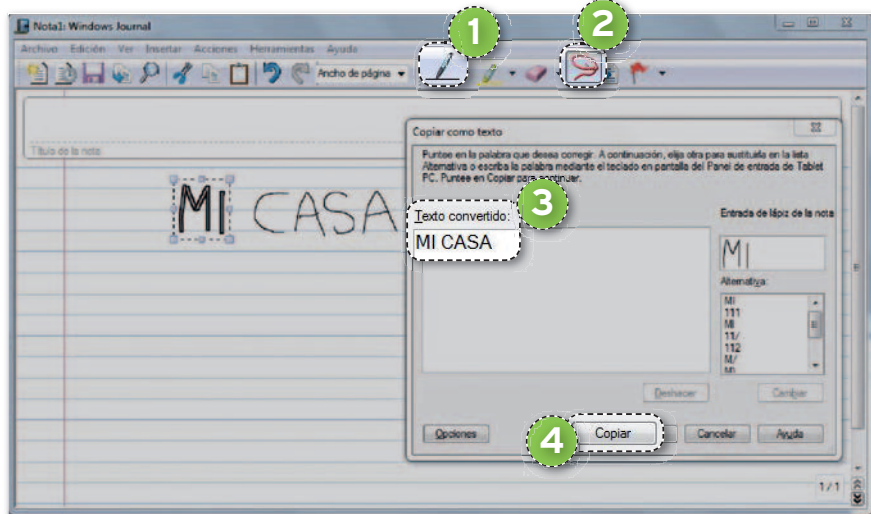 Nota1: Windows Journal
Archivo Edición Ver Insertar Acciones Herramientas Ayuda
Ancho de página
1
2
Título de la nota
MI CASA
Copiar como texto
Puntee en la palabra que desea corregir. A continuación, elija otra para sustituirla en la lista
Alternativa o escriba la palabra mediante el teclado en pantalla del Panel de entrada de Tablet
PC. Puntee en Copiar para continuar.
3
Texto convertido:
MI CASA
Entrada de lápiz de la nota
MI
Alternativa:
MI
111
MI
11/
112
M/
Deshacer
Cambiar
Opciones
4
Copiar
Cancelar
Ayuda
1/1